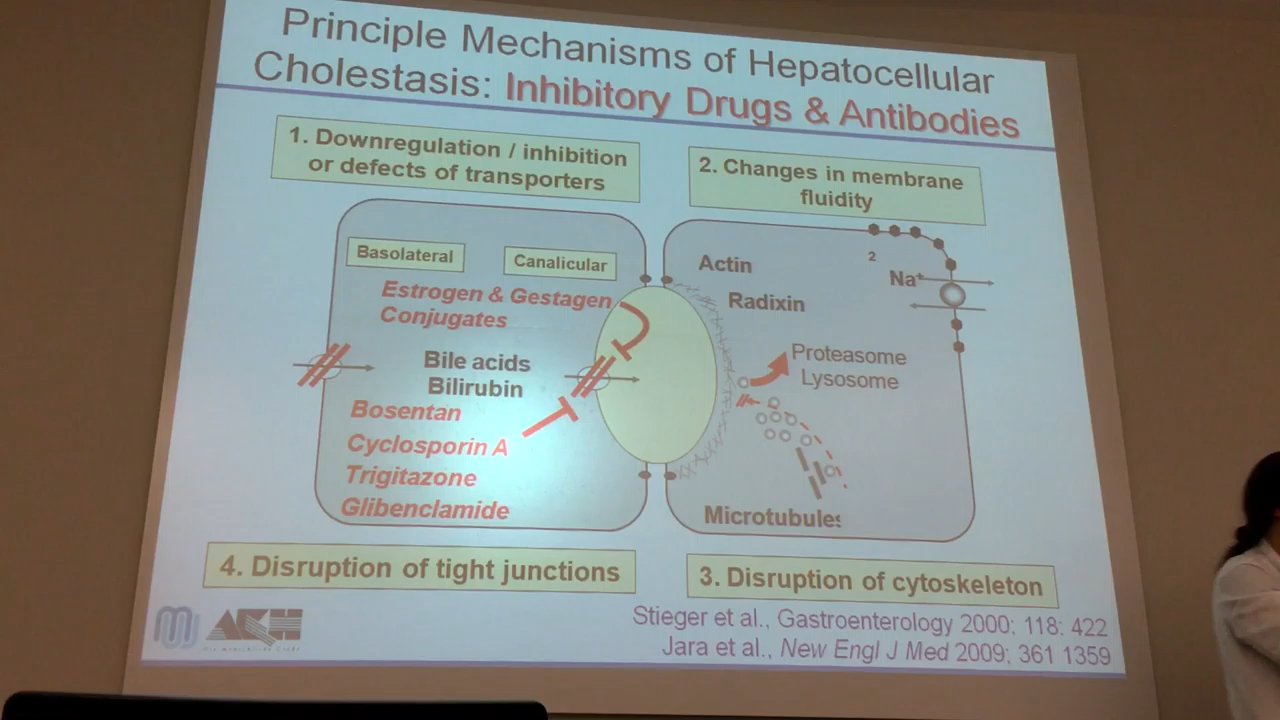 Principle Mechanisms of Hepatocellular
Cholestasis: Inhibitory Drugs & Antibodies
1. Downregulation / inhibition
or defects of transporters
2. Changes in membrane
fluidity
Basolateral
Canalicular
Estrogen & Gestagen
Conjugates
Bile acids
Bilirubin
Bosentan
Cyclosporin A
Trigitazone
Glibenclamide
Actin
Radixin
2
Na+
Proteasome
Lysosome
Microtubules
4. Disruption of tight junctions
3. Disruption of cytoskeleton
AKH
Stieger et al., Gastroenterology 2000; 118: 422
Jara et al., New Engl J Med 2009; 361 1359